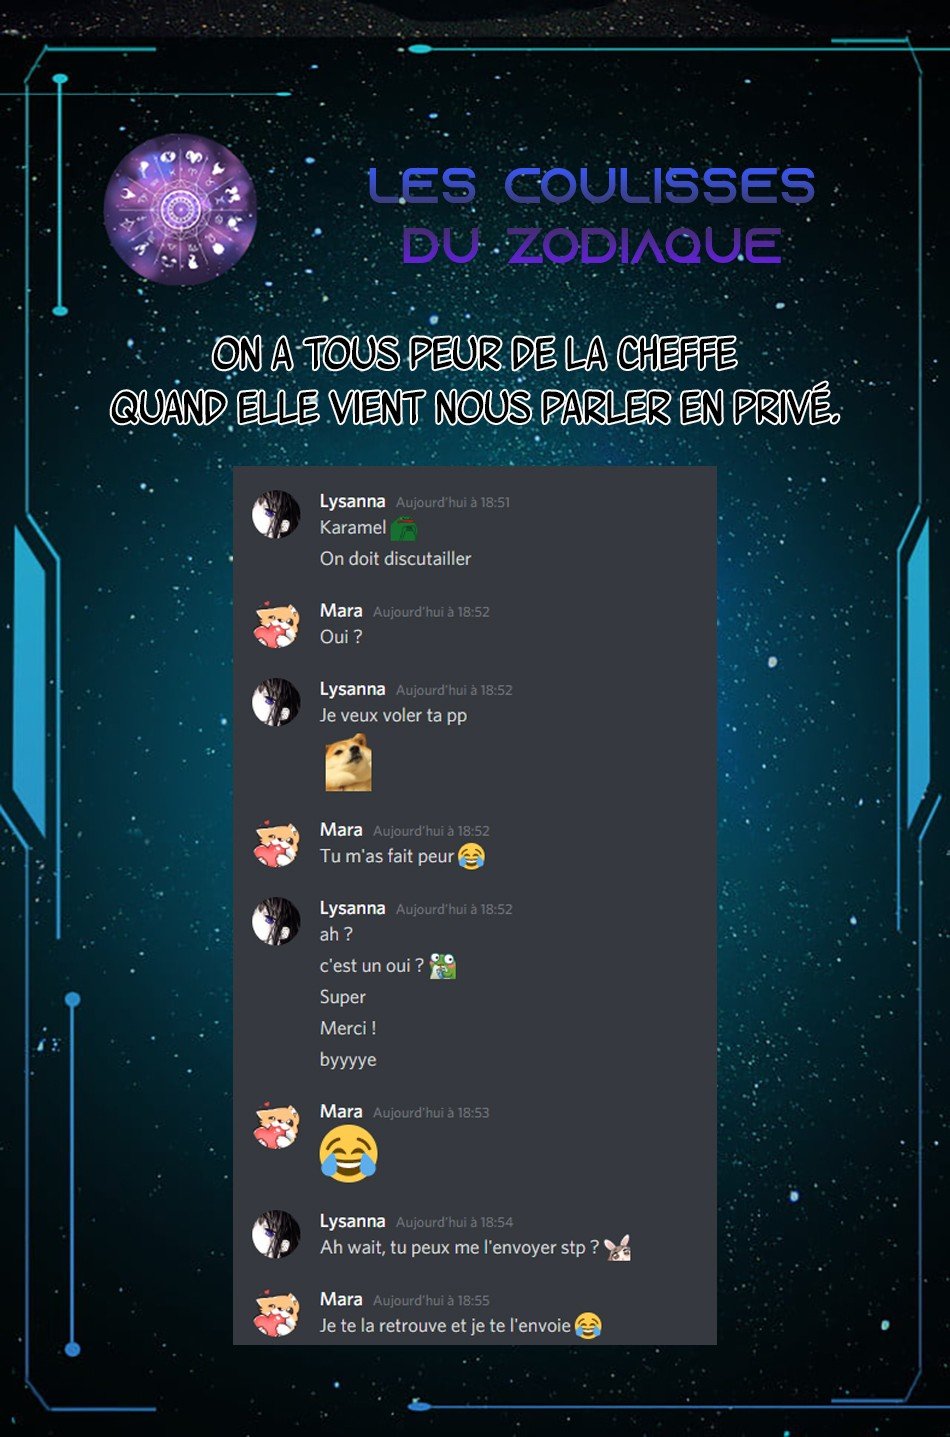 LES COULISSES
DU ZODIAQUE
ON A TOUS PEUR DE LA CHEFFE
QUAND ELLE VIENT NOUS PARLER EN PRIVÉ.
Lysanna Aujourd'hui à 18:51
Karamel
On doit discutailler
Mara Aujourd'hui à 18:52
Oui ?
Lysanna Aujourd'hui à 18:52
Je veux voler ta pp
Mara Aujourd'hui à 18:52
Tu m'as fait peur 😂
Lysanna Aujourd'hui à 18:52
ah ?
c'est un oui ?
Super
Merci !
byyyye
Mara Aujourd'hui à 18:53
😂
Lysanna Aujourd'hui à 18:54
Ah wait, tu peux me l'envoyer stp ?
Mara Aujourd'hui à 18:55
Je te la retrouve et je te l'envoie 😂